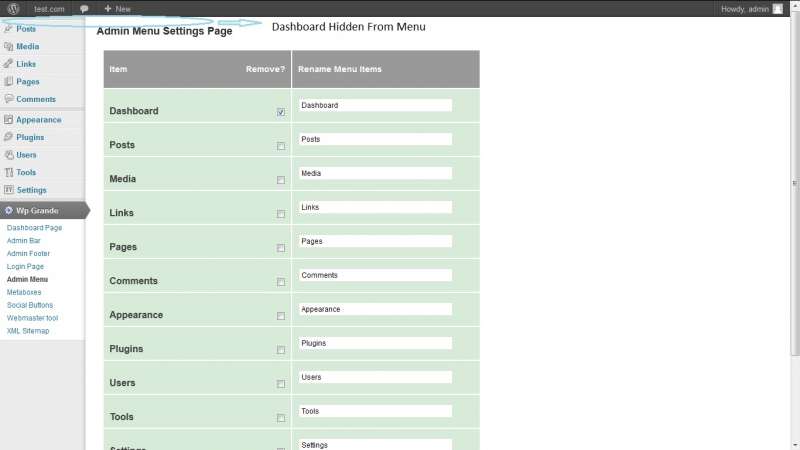 test.com + New Howdy, admin
Dashboard Hidden From Menu
Admin Menu Settings Page
Posts
Media
Links
Pages
Comments
Appearance
Plugins
Users
Tools
Settings
Wp Grande
Dashboard Page
Admin Bar
Admin Footer
Login Page
Admin Menu
Metaboxes
Social Buttons
Webmaster tool
XML Sitemap
Item Remove? Rename Menu Items
Dashboard Dashboard
Posts Posts
Media Media
Links Links
Pages Pages
Comments Comments
Appearance Appearance
Plugins Plugins
Users Users
Tools Tools
Settings Settings